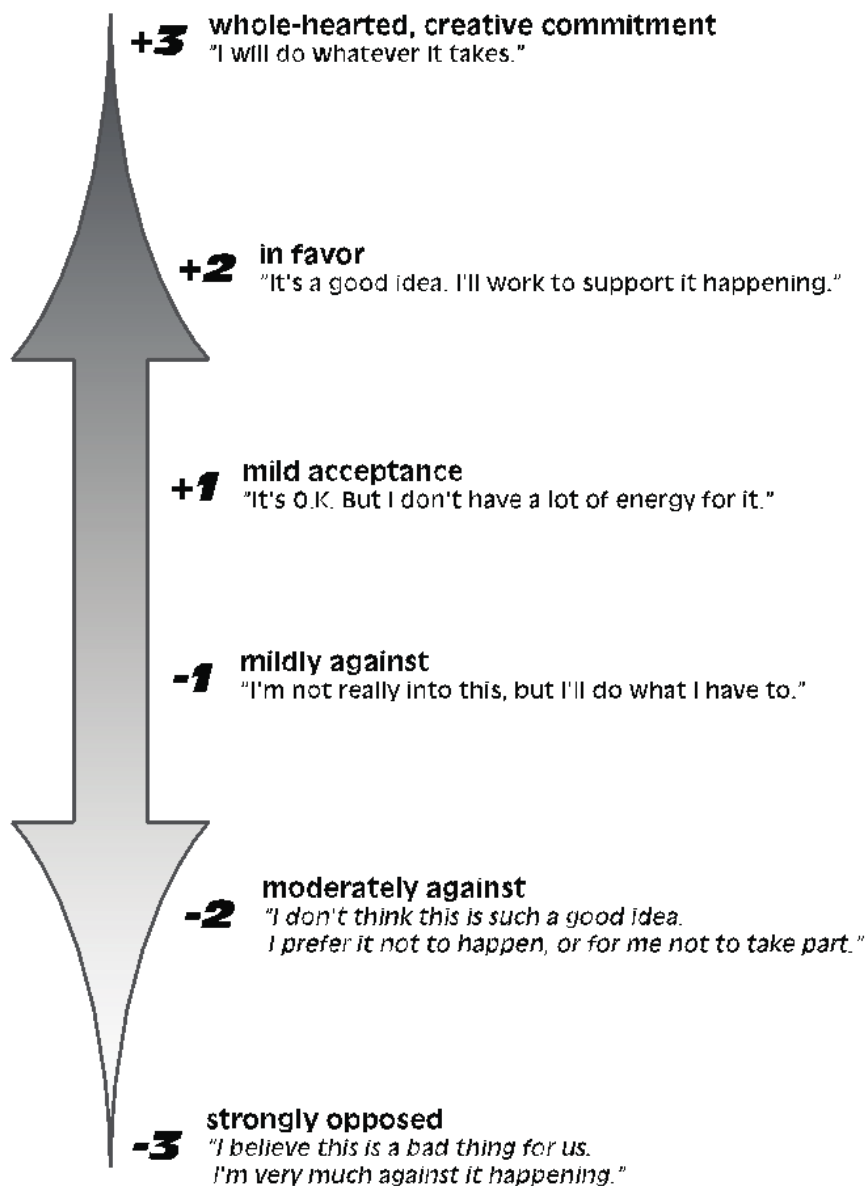 +3 whole-hearted, creative commitment
"I will do whatever it takes."
+2 in favor
"It's a good idea. I'll work to support it happening."
+1 mild acceptance
"It's O.K. But I don't have a lot of energy for it."
-1 mildly against
"I'm not really into this, but I'll do what I have to."
-2 moderately against
"I don't think this is such a good idea.
I prefer it not to happen, or for me not to take part."
-3 strongly opposed
"I believe this is a bad thing for us.
I'm very much against it happening."